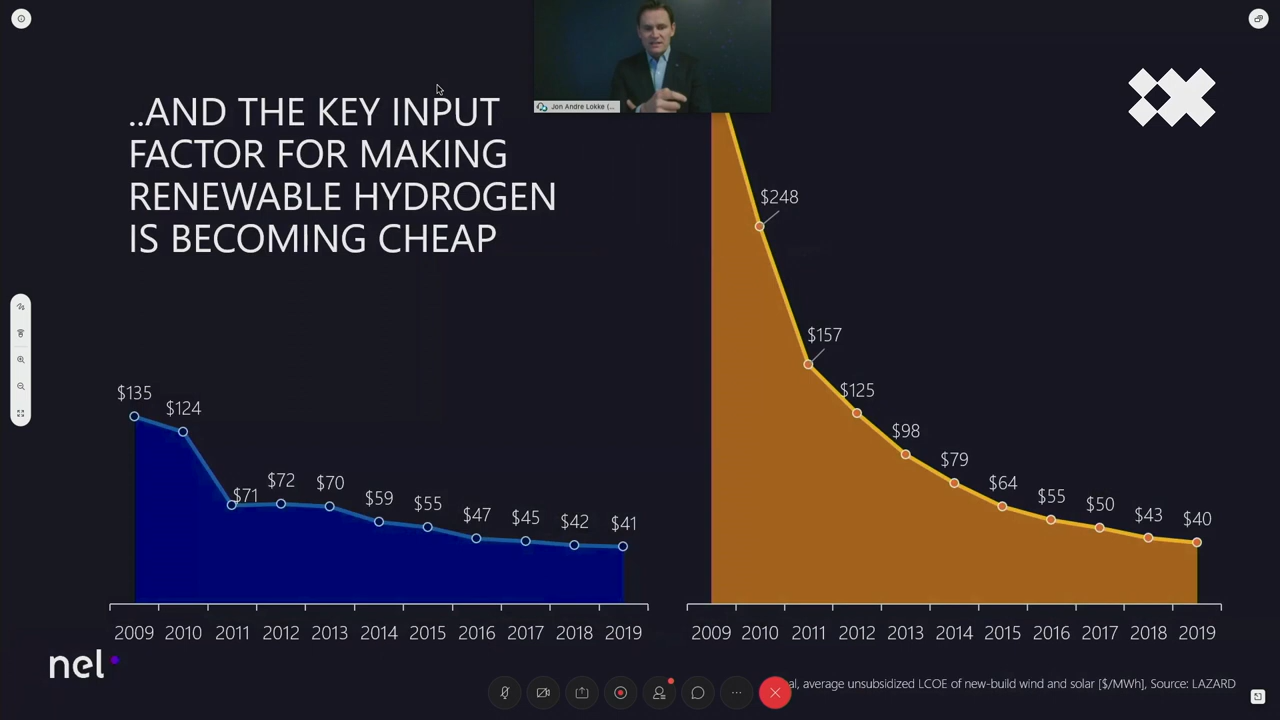 Jon Andre Lokke (...
..AND THE KEY INPUT
FACTOR FOR MAKING
RENEWABLE HYDROGEN
IS BECOMING CHEAP
$135
$124
$71
$72
$70
$59
$55
$47
$45
$42
$41
2009 2010 2011 2012 2013 2014 2015 2016 2017 2018 2019
$248
$157
$125
$98
$79
$64
$55
$50
$43
$40
2009 2010 2011 2012 2013 2014 2015 2016 2017 2018 2019
nel
average unsubsidized LCOE of new-build wind and solar [$/MWh], Source: LAZARD